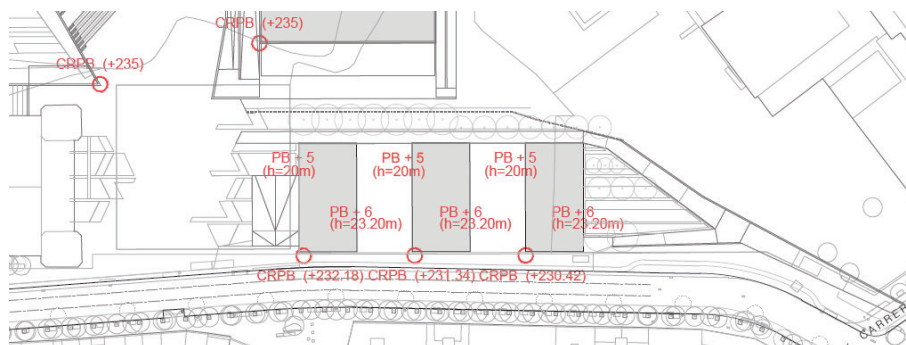 CRPB (+235)
CRPB (+235)
PB + 5
(h=20m)
PB + 5
(h=20m)
PB + 5
(h=20m)
PB + 6
(h=23.20m)
PB + 6
(h=23.20m)
PB + 6
(h=23.20m)
CRPB (+232.18) CRPB (+231.34) CRPB (+230.42)
CARRER